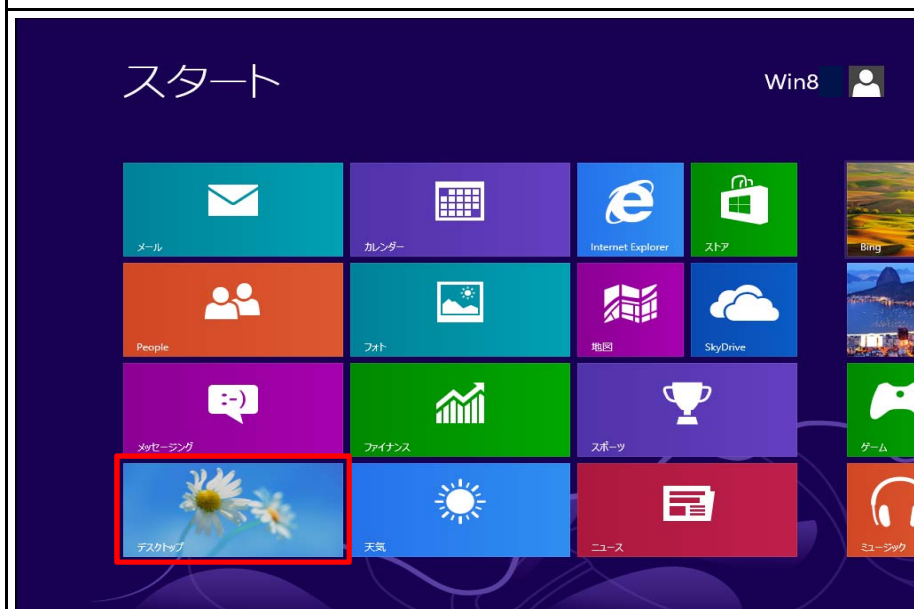 スタート
Win8
メール
カレンダー
Internet Explorer
ストア
Bing
People
フォト
地図
SkyDrive
:-)
メッセージング
ファイナンス
スポーツ
ゲーム
デスクトップ
天気
ニュース
ミュージック